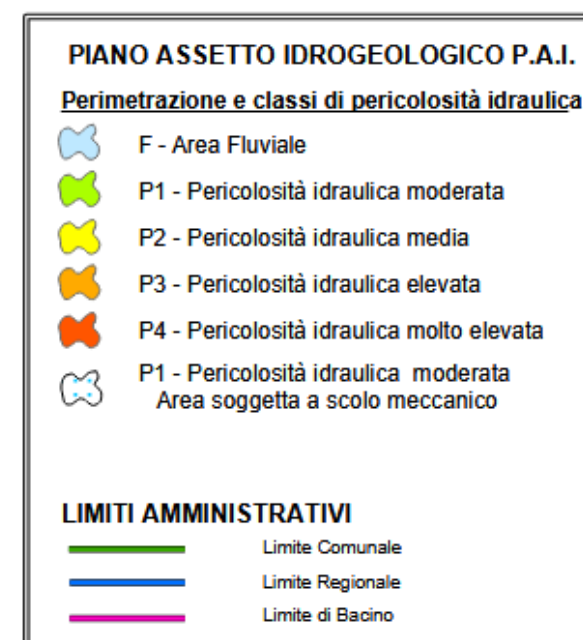 PIANO ASSETTO IDROGEOLOGICO P.A.I.
Perimetrazione e classi di pericolosità idraulica
F - Area Fluviale
P1 - Pericolosità idraulica moderata
P2 - Pericolosità idraulica media
P3 - Pericolosità idraulica elevata
P4 - Pericolosità idraulica molto elevata
P1 - Pericolosità idraulica moderata
Area soggetta a scolo meccanico
LIMITI AMMINISTRATIVI
Limite Comunale
Limite Regionale
Limite di Bacino